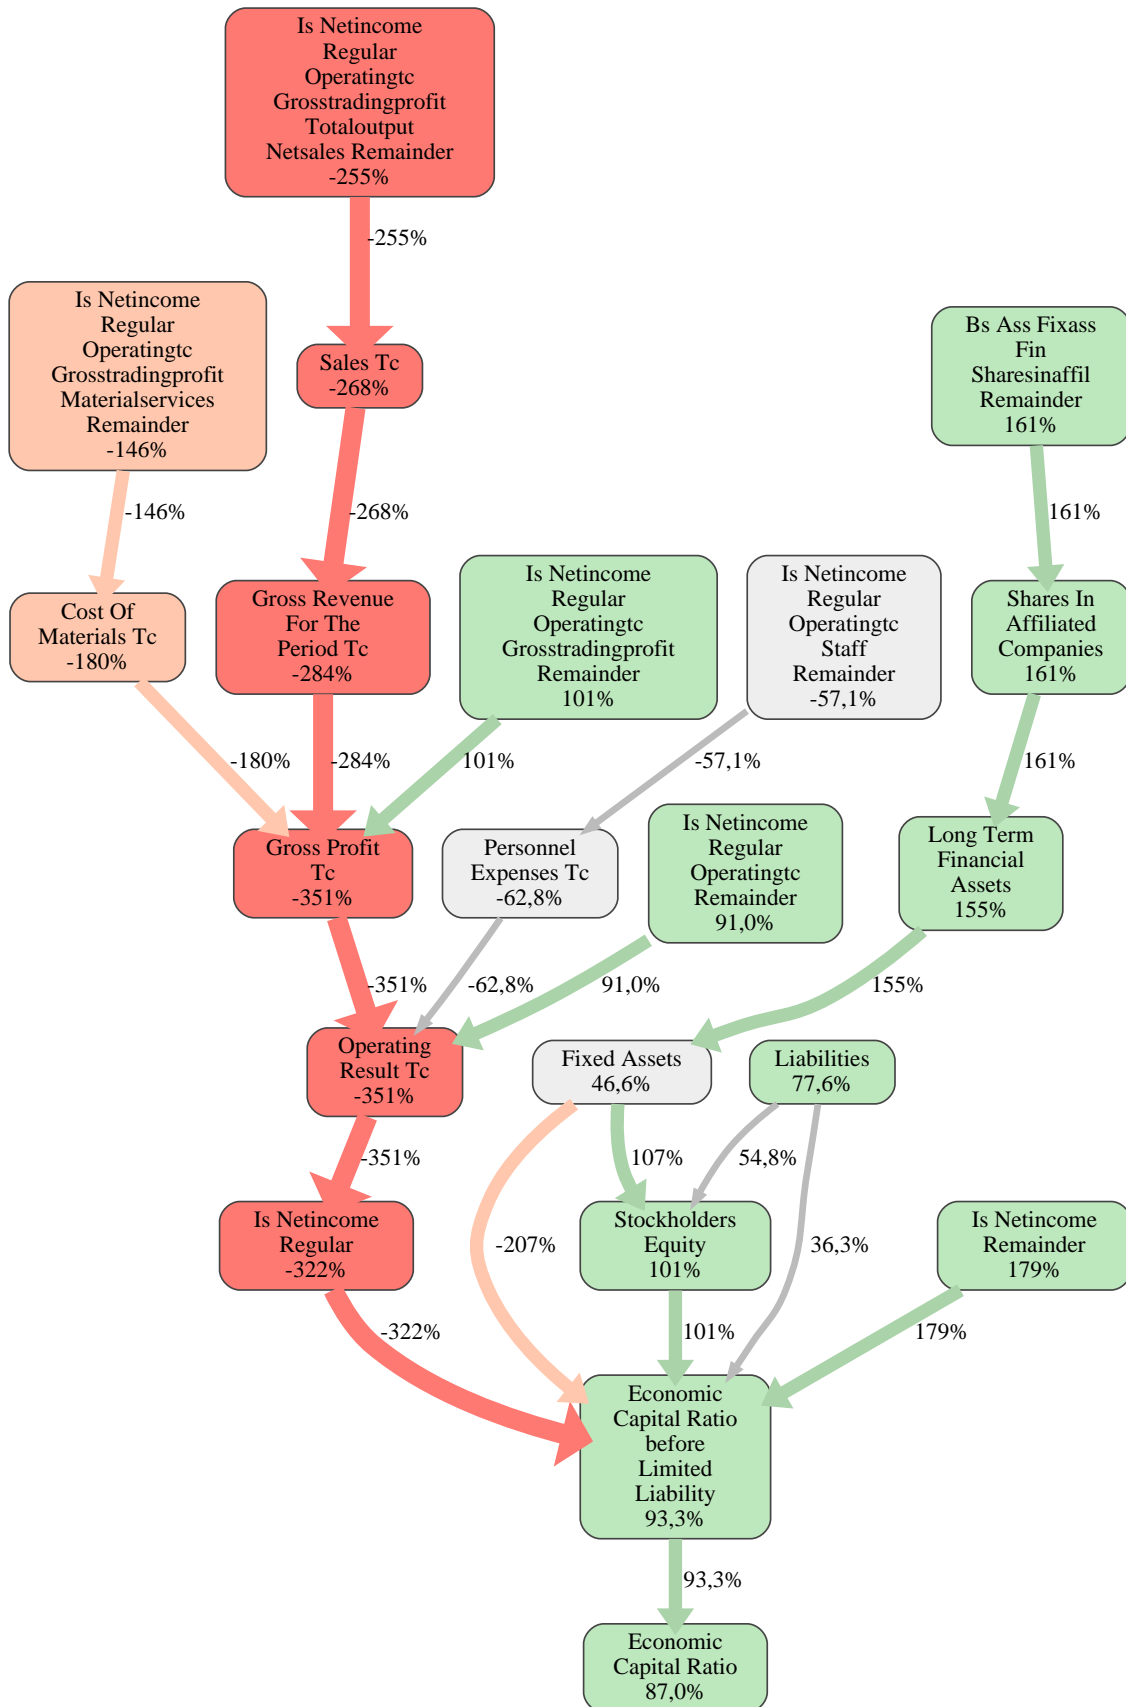 Is Netincome
Regular
Operatingtc
Grosstradingprofit
Totaloutput
Netsales Remainder
-255%
-255%
Is Netincome
Regular
Operatingtc
Grosstradingprofit
Materialservices
Remainder
-146%
Sales Tc
-268%
Bs Ass Fixass
Fin
Sharesinaffil
Remainder
161%
-146%
-268%
161%
Cost Of
Materials Tc
-180%
Gross Revenue
For The
Period Tc
-284%
Is Netincome
Regular
Operatingtc
Grosstradingprofit
Remainder
101%
Is Netincome
Regular
Operatingtc
Staff
Remainder
-57,1%
Shares In
Affiliated
Companies
161%
-180%
-284%
101%
-57,1%
161%
Gross Profit
Tc
-351%
Personnel
Expenses Tc
-62,8%
Is Netincome
Regular
Operatingtc
Remainder
91,0%
Long Term
Financial
Assets
155%
-351%
-62,8%
91,0%
155%
Operating
Result Tc
-351%
Fixed Assets
46,6%
Liabilities
77,6%
-351%
107%
54,8%
Is Netincome
Regular
-322%
-207%
Stockholders
Equity
101%
36,3%
Is Netincome
Remainder
179%
-322%
101%
179%
Economic
Capital Ratio
before
Limited
Liability
93,3%
93,3%
Economic
Capital Ratio
87,0%